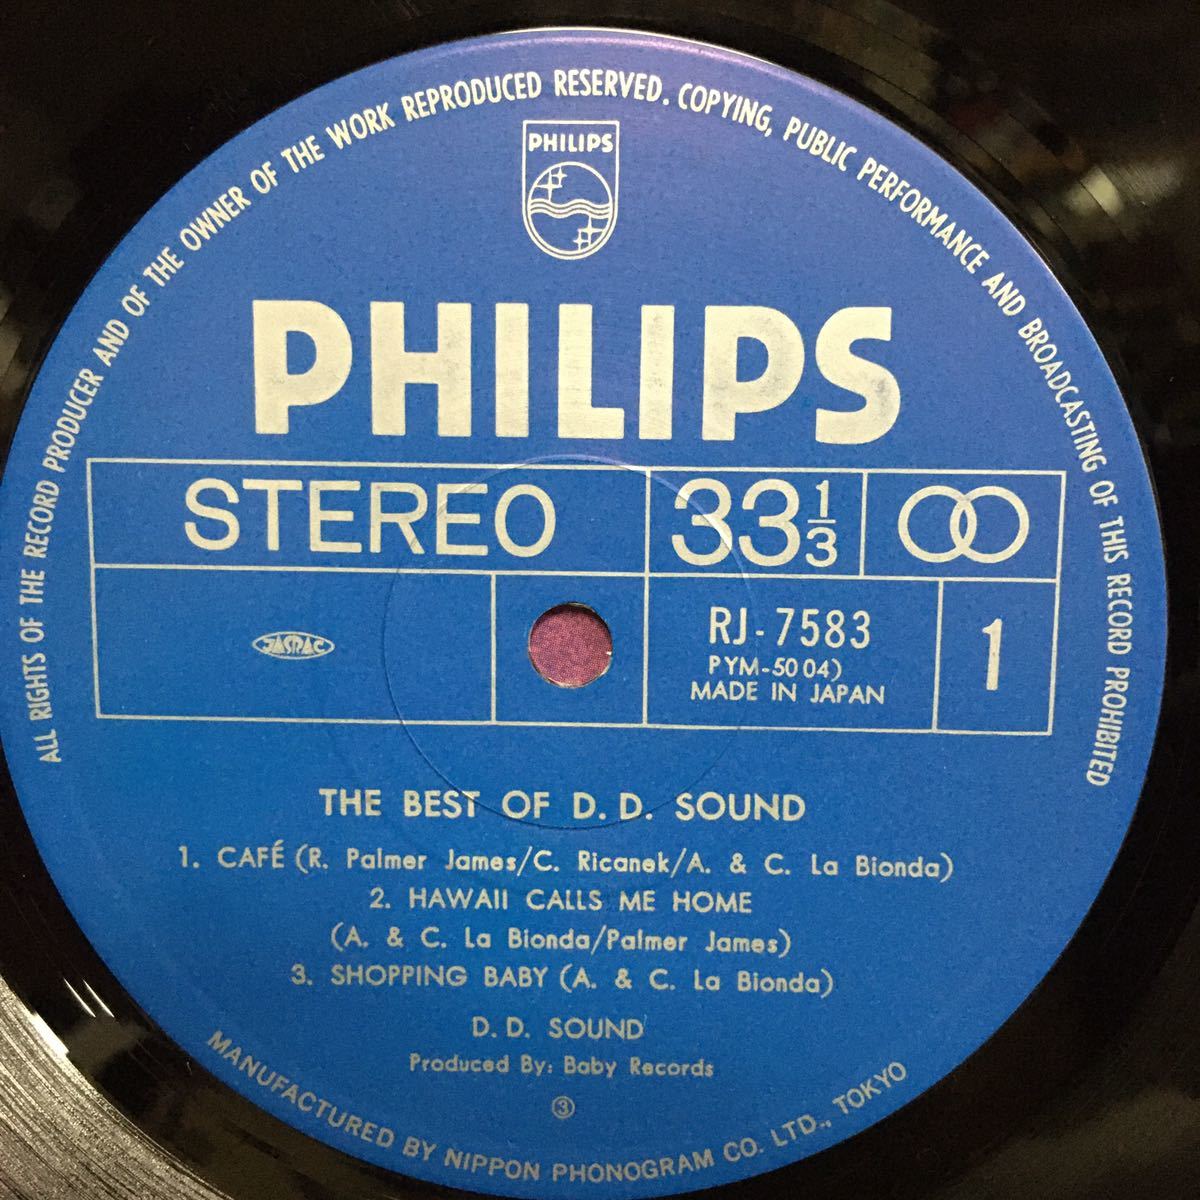 ALL RIGHTS OF THE RECORD PRODUCER AND OF THE OWNER OF THE WORK REPRODUCED RESERVED. COPYING, PUBLIC PERFORMANCE AND BROADCASTING OF THIS RECORD PROHIBITED
PHILIPS
PHILIPS
STEREO
33 1/3
JASRAC
RJ-7583
PYM-5004)
MADE IN JAPAN
1
THE BEST OF D. D. SOUND
1. CAFÉ (R. Palmer James/C. Ricanek/A. & C. La Bionda)
2. HAWAII CALLS ME HOME
(A. & C. La Bionda/Palmer James)
3. SHOPPING BABY (A. & C. La Bionda)
D. D. SOUND
Produced By: Baby Records
③
MANUFACTURED BY NIPPON PHONOGRAM CO. LTD., TOKYO